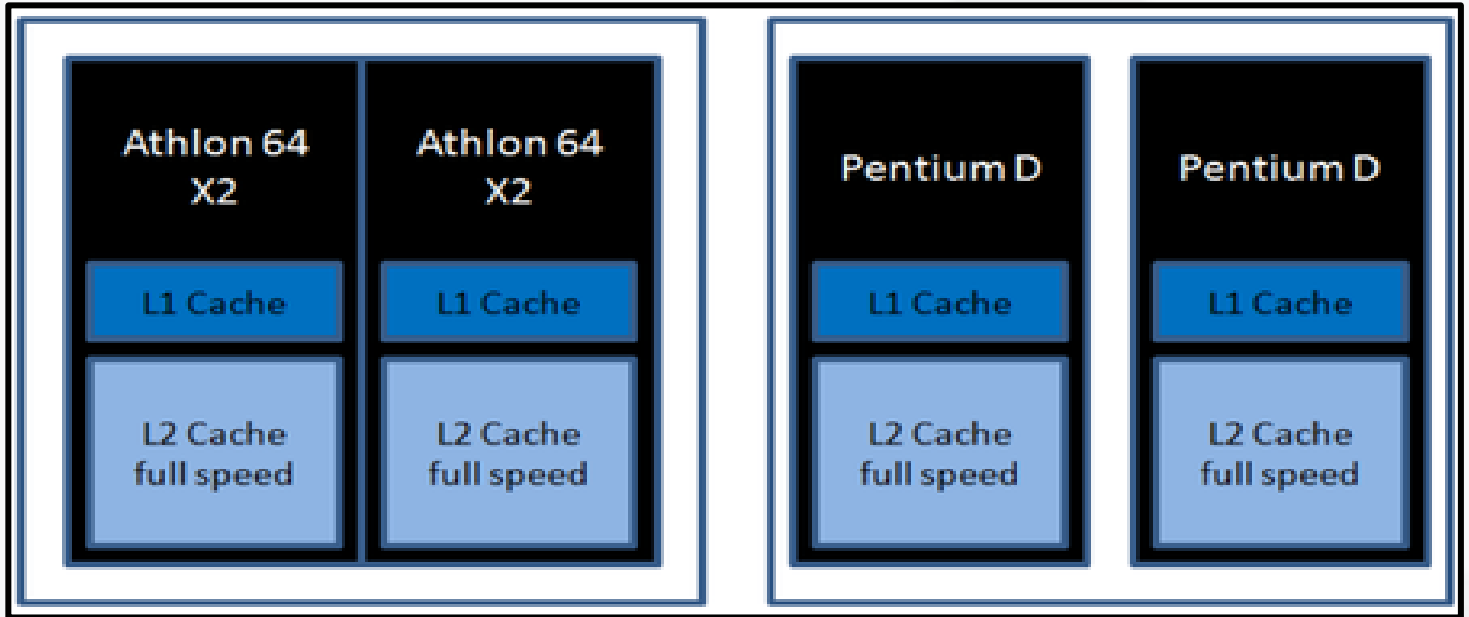 Athlon 64
X2
L1 Cache
L2 Cache
full speed
Athlon 64
X2
L1 Cache
L2 Cache
full speed
Pentium D
L1 Cache
L2 Cache
full speed
Pentium D
L1 Cache
L2 Cache
full speed